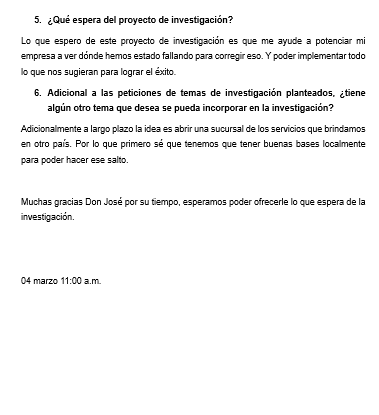 5. ¿Qué espera del proyecto de investigación?
Lo que espero de este proyecto de investigación es que me ayude a potenciar mi
empresa a ver dónde hemos estado fallando para corregir eso. Y poder implementar todo
lo que nos sugieran para lograr el éxito.
6. Adicional a las peticiones de temas de investigación planteados, ¿tiene
algún otro tema que desea se pueda incorporar en la investigación?
Adicionalmente a largo plazo la idea es abrir una sucursal de los servicios que brindamos
en otro país. Por lo que primero sé que tenemos que tener buenas bases localmente
para poder hacer ese salto.
Muchas gracias Don José por su tiempo, esperamos poder ofrecerle lo que espera de la
investigación.
04 marzo 11:00 a.m.